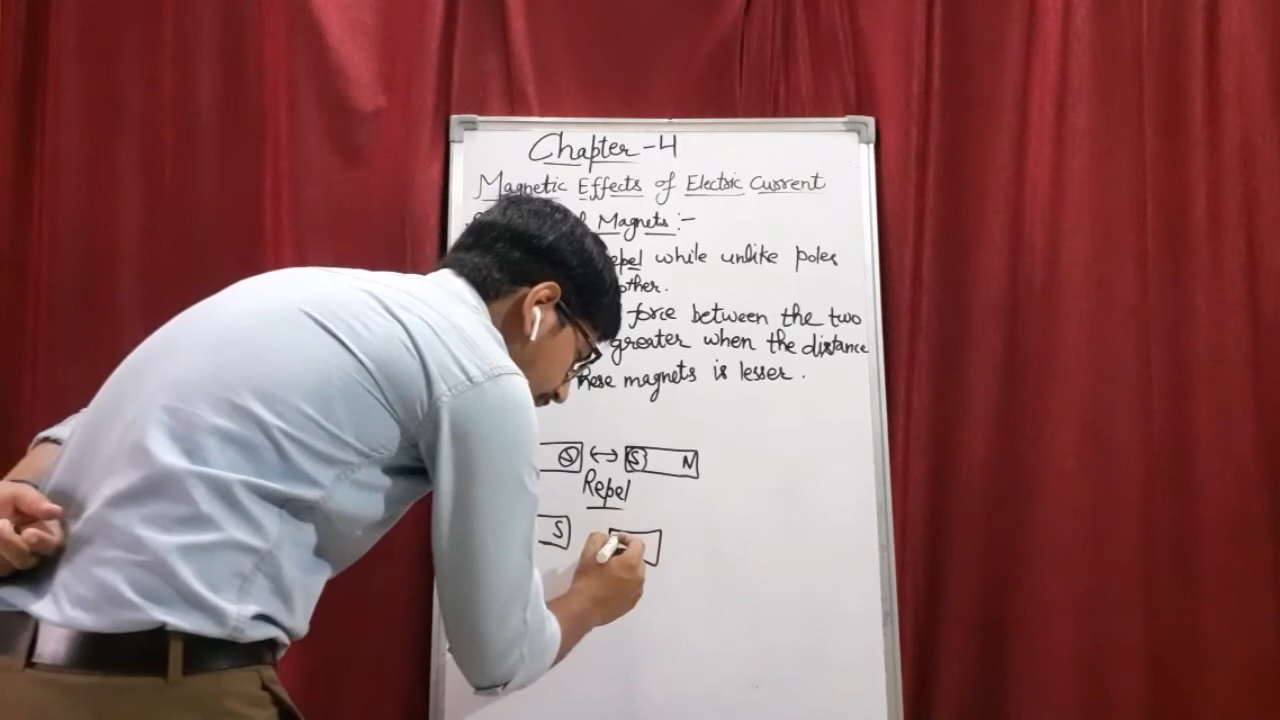 Chapter-4
Magnetic Effects of Electric Current
Magnets:-
repel while unlike poles
other.
force between the two
greater when the distance
these magnets is lesser.
S ↔ S N
Repel
S